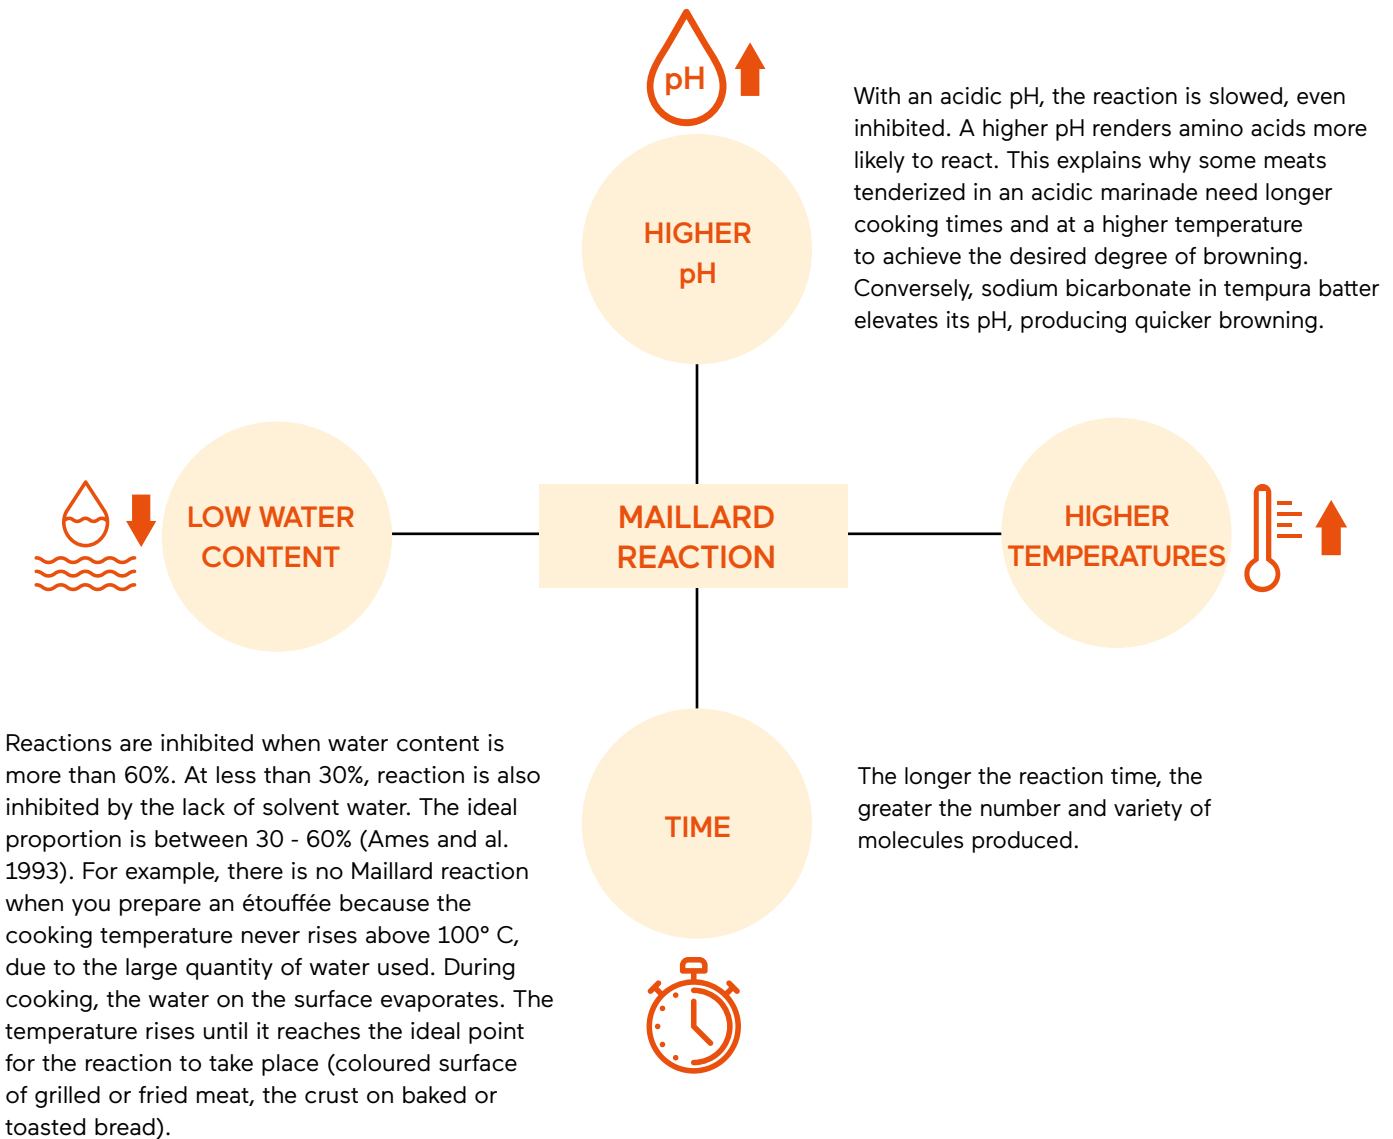 pH
With an acidic pH, the reaction is slowed, even
inhibited. A higher pH renders amino acids more
likely to react. This explains why some meats
tenderized in an acidic marinade need longer
cooking times and at a higher temperature
to achieve the desired degree of browning.
Conversely, sodium bicarbonate in tempura batter
elevates its pH, producing quicker browning.
HIGHER
pH
LOW WATER
CONTENT
MAILLARD
REACTION
HIGHER
TEMPERATURES
Reactions are inhibited when water content is
more than 60%. At less than 30%, reaction is also
inhibited by the lack of solvent water. The ideal
proportion is between 30 - 60% (Ames and al.
1993). For example, there is no Maillard reaction
when you prepare an étouffée because the
cooking temperature never rises above 100° C,
due to the large quantity of water used. During
cooking, the water on the surface evaporates. The
temperature rises until it reaches the ideal point
for the reaction to take place (coloured surface
of grilled or fried meat, the crust on baked or
toasted bread).
TIME
The longer the reaction time, the
greater the number and variety of
molecules produced.